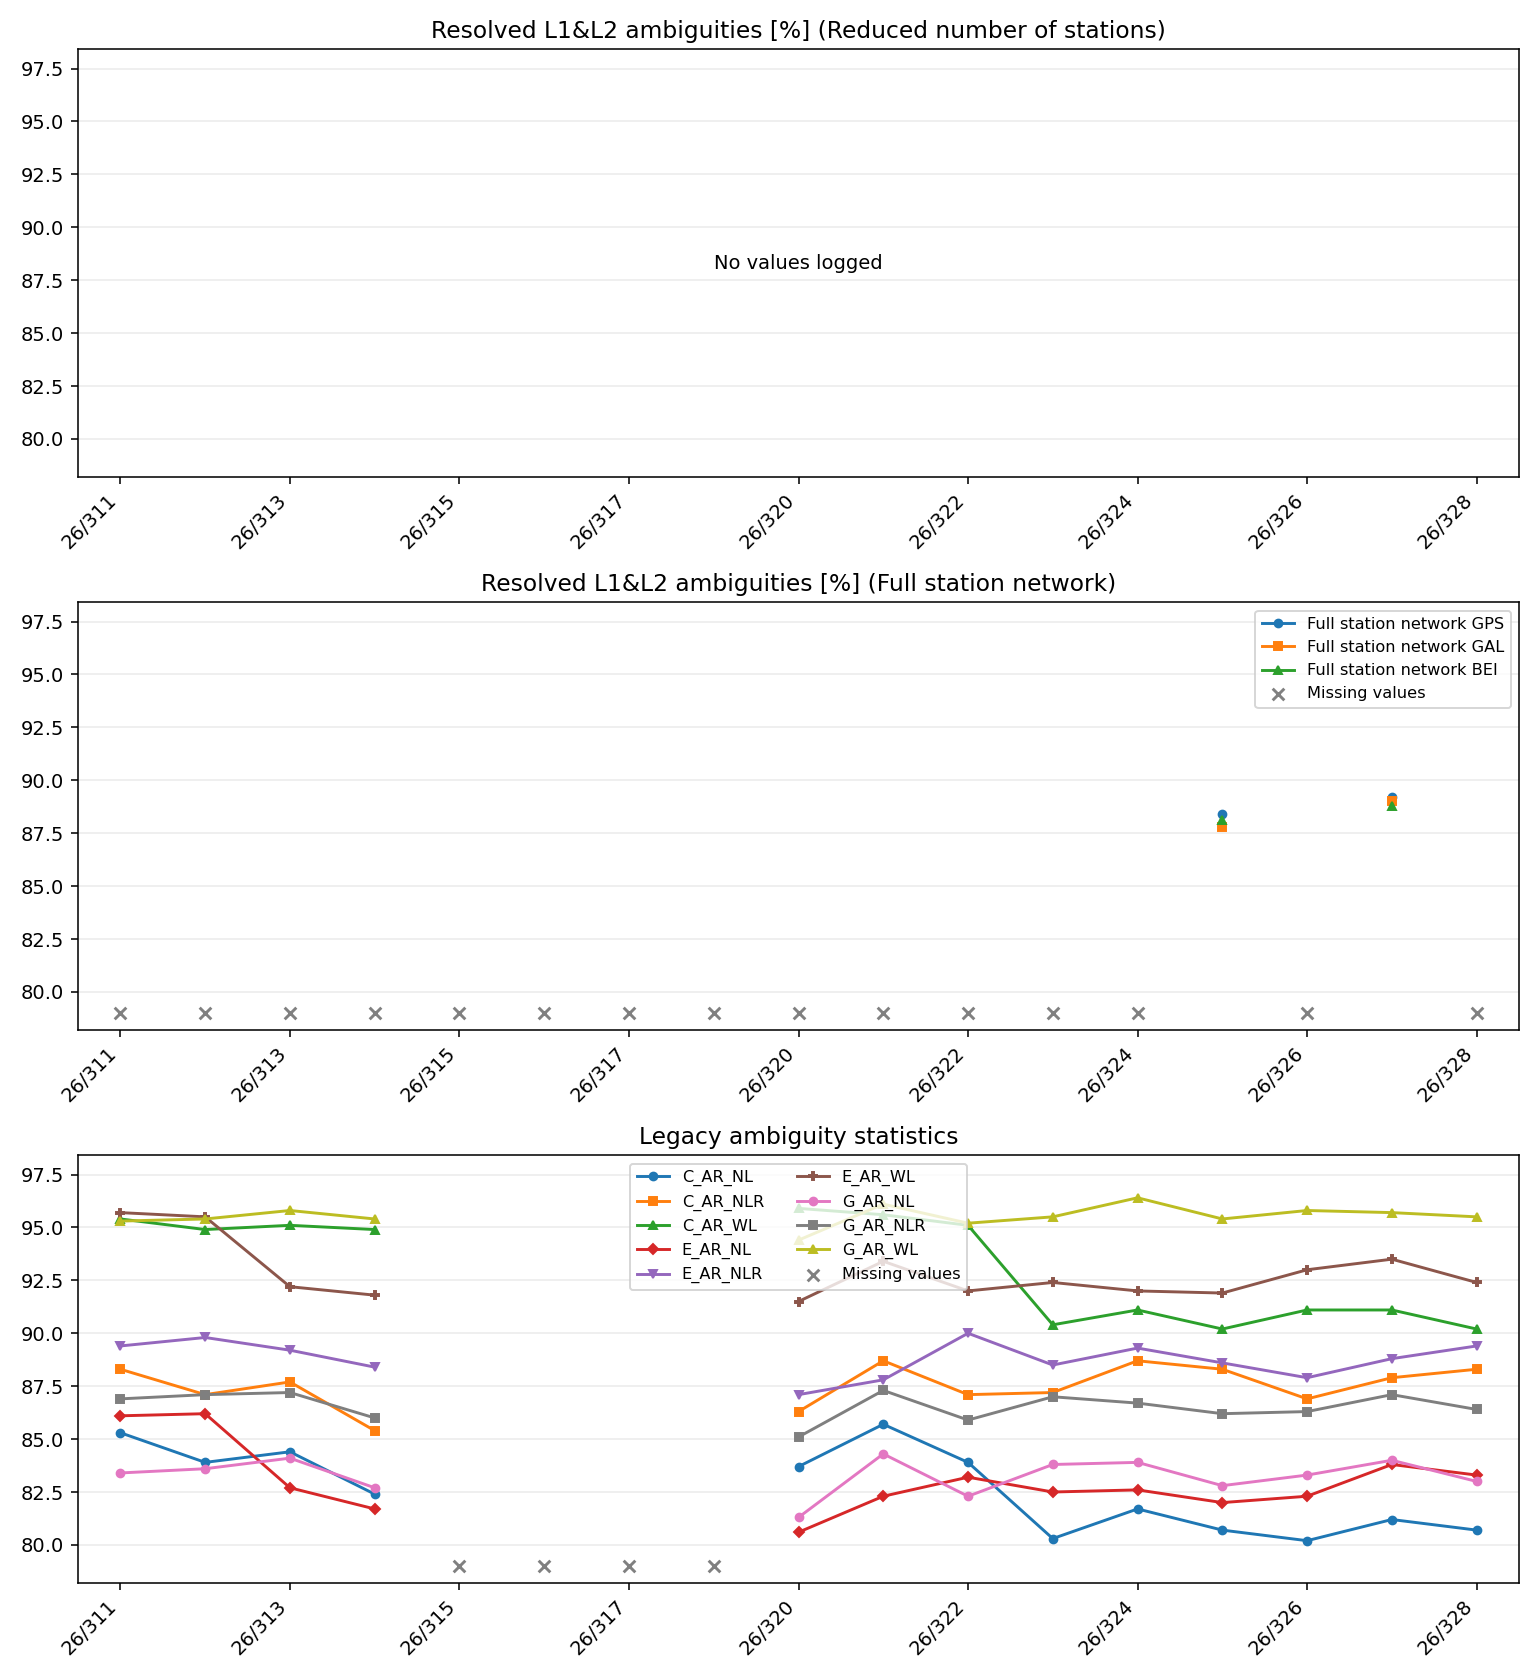 Resolved L1&L2 ambiguities [%] (Reduced number of stations)
97.5
95.0
92.5
90.0
87.5
85.0
82.5
80.0
No values logged
26/311
26/313
26/315
26/317
26/320
26/322
26/324
26/326
26/328
Resolved L1&L2 ambiguities [%] (Full station network)
97.5
95.0
92.5
90.0
87.5
85.0
82.5
80.0
Full station network GPS
Full station network GAL
Full station network BEI
Missing values
26/311
26/313
26/315
26/317
26/320
26/322
26/324
26/326
26/328
Legacy ambiguity statistics
97.5
95.0
92.5
90.0
87.5
85.0
82.5
80.0
C_AR_NL
C_AR_NLR
C_AR_WL
E_AR_NL
E_AR_NLR
E_AR_WL
G_AR_NL
G_AR_NLR
G_AR_WL
Missing values
26/311
26/313
26/315
26/317
26/320
26/322
26/324
26/326
26/328